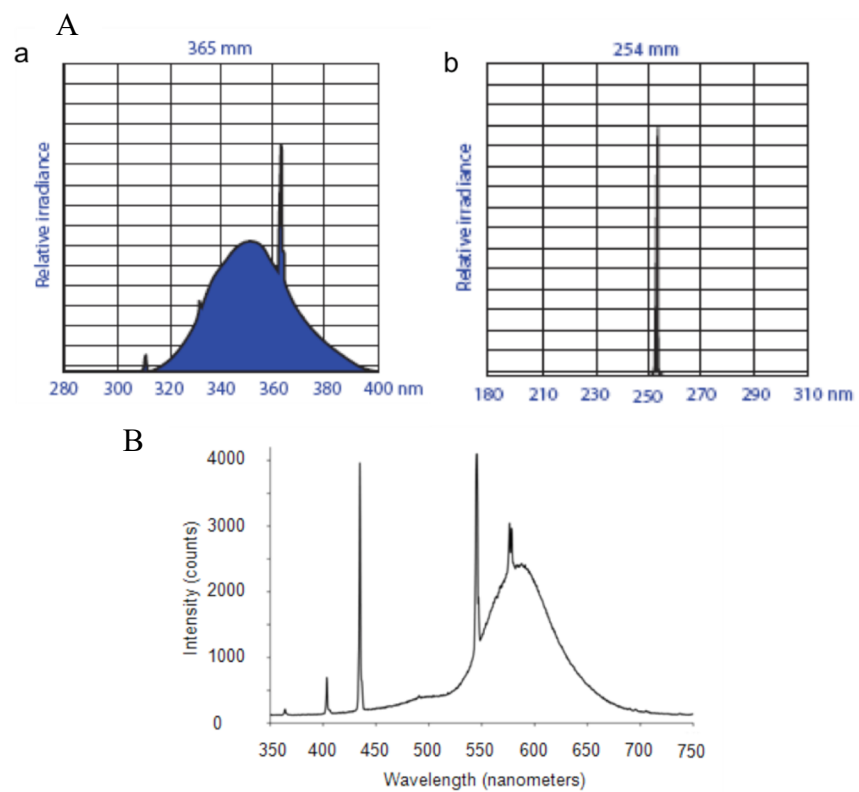 A
a
365 mm
Relative irradiance
280 300 320 340 360 380 400 nm
b
254 mm
Relative irradiance
180 210 230 250 270 290 310 nm
B
4000
3000
2000
1000
0
Intensity (counts)
350 400 450 500 550 600 650 700 750
Wavelength (nanometers)